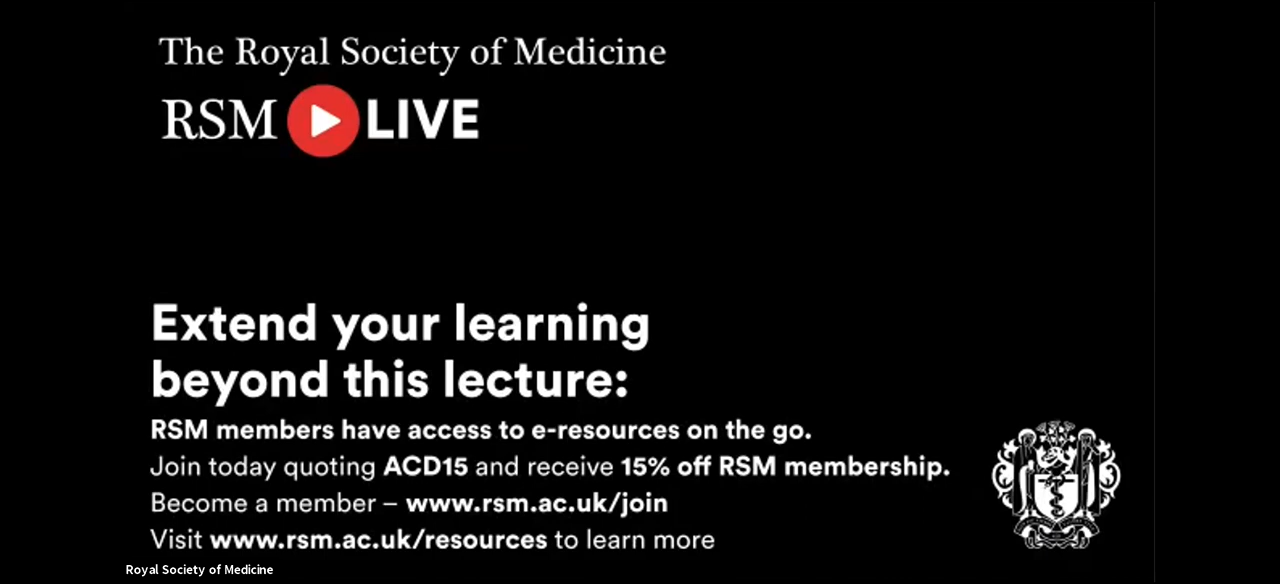 The Royal Society of Medicine
RSM LIVE
Extend your learning
beyond this lecture:
RSM members have access to e-resources on the go.
Join today quoting ACD15 and receive 15% off RSM membership.
Become a member – www.rsm.ac.uk/join
Visit www.rsm.ac.uk/resources to learn more
Royal Society of Medicine